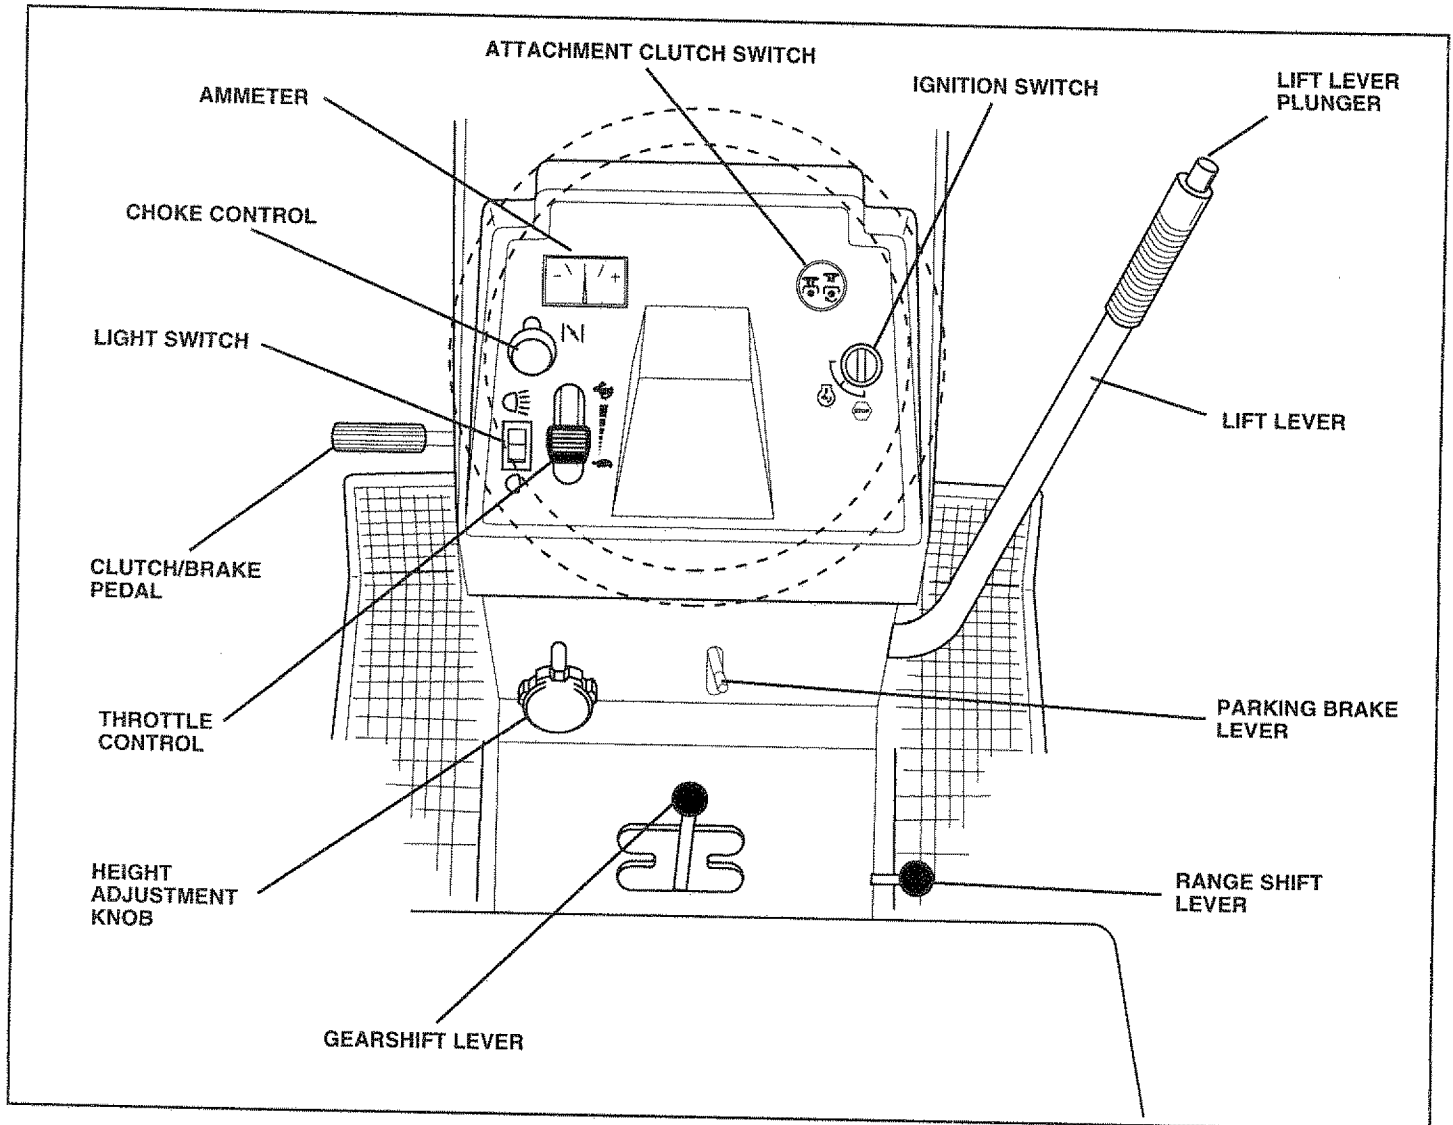 ATTACHMENT CLUTCH SWITCH
AMMETER
IGNITION SWITCH
LIFT LEVER
PLUNGER
CHOKE CONTROL
LIGHT SWITCH
LIFT LEVER
CLUTCH/BRAKE
PEDAL
STOP
THROTTLE
CONTROL
PARKING BRAKE
LEVER
HEIGHT
ADJUSTMENT
KNOB
RANGE SHIFT
LEVER
GEARSHIFT LEVER